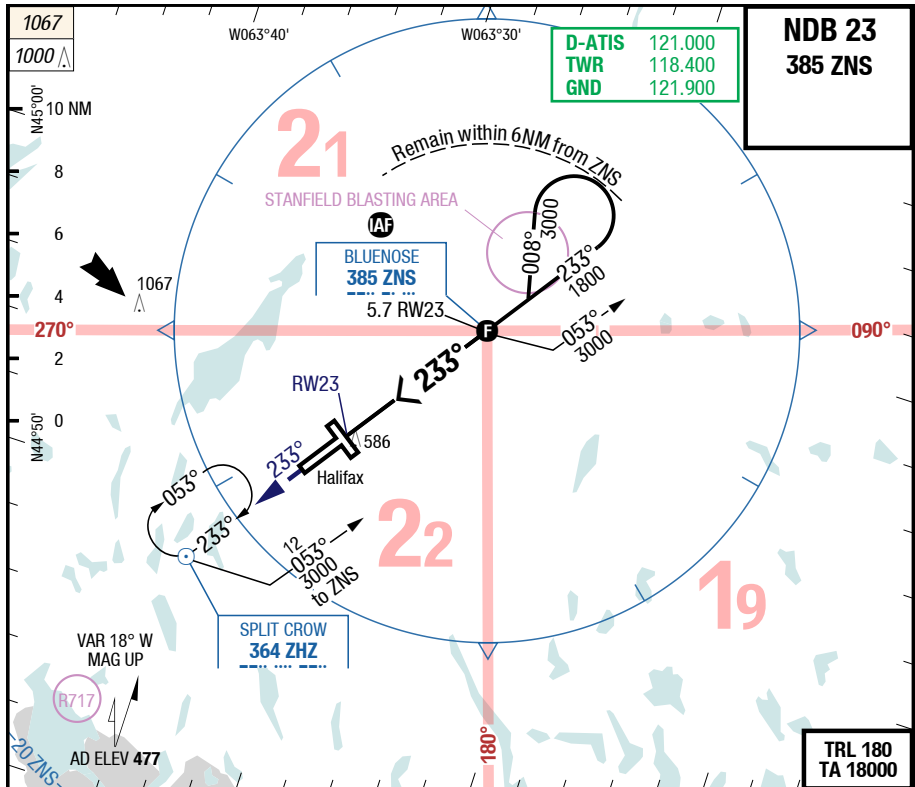 1067
1000
W063°40'
W063°30'
D-ATIS 121.000
TWR 118.400
GND 121.900
NDB 23
385 ZNS
N45°00'
10 NM
8
6
4
2
0
N44°50'
21
Remain within 6NM from ZNS
STANFIELD BLASTING AREA
IAF
BLUENOSE
385 ZNS
008°
3000
233°
1800
1067
5.7 RW23
F
053°
3000
270°
090°
233°
RW23
586
Halifax
233°
053°
233°
12
053°
3000
to ZNS
22
19
SPLIT CROW
364 ZHZ
VAR 18° W
MAG UP
R717
AD ELEV 477
20 ZNS
180°
TRL 180
TA 18000